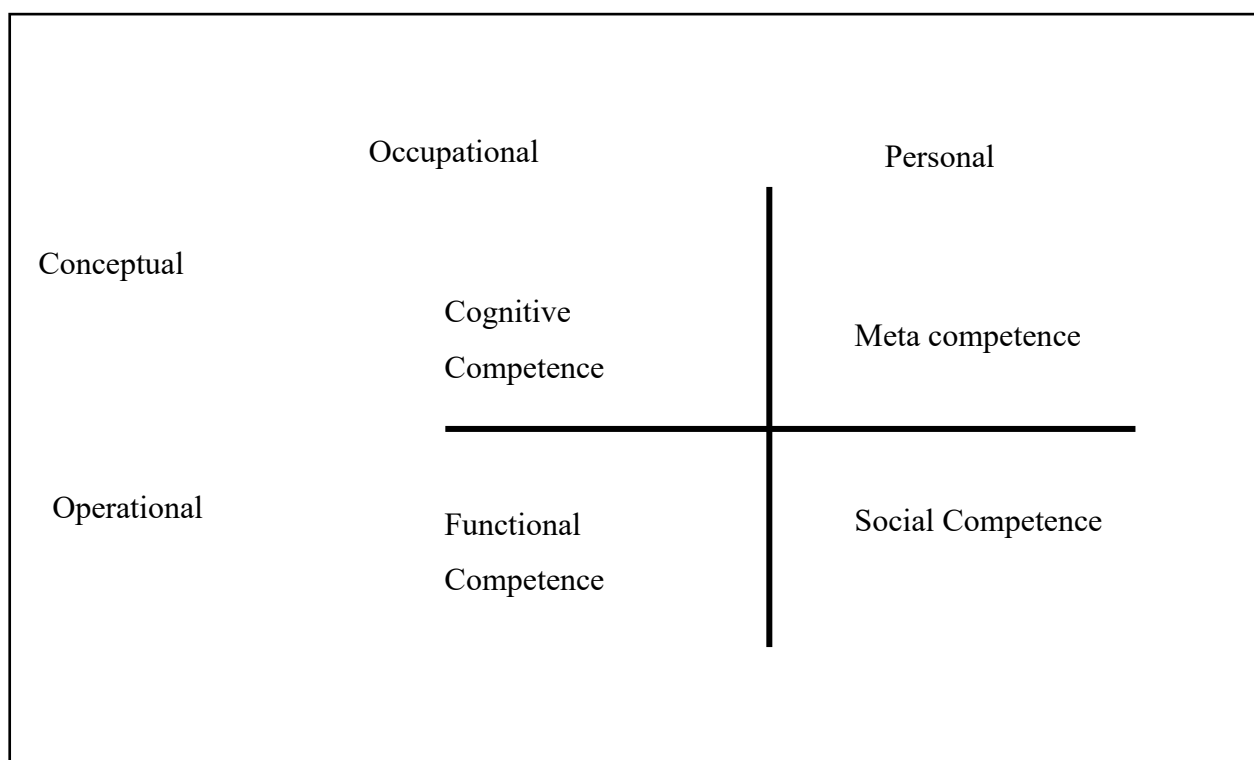 Occupational
Personal
Conceptual
Cognitive
Competence
Meta competence
Operational
Functional
Competence
Social Competence